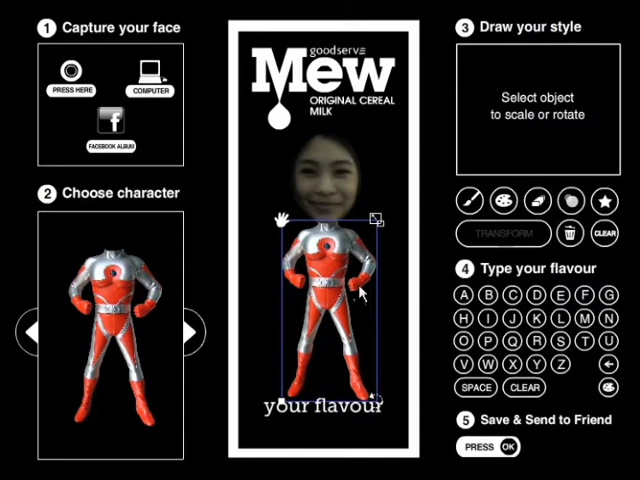 1 Capture your face
PRESS HERE
COMPUTER
f
FACEBOOK ALBUM
2 Choose character
goodserve
Mew
ORIGINAL CEREAL
MILK
your flavour
3 Draw your style
Select object
to scale or rotate
TRANSFORM
CLEAR
4 Type your flavour
A B C D E F G
H I J K L M N
O P Q R S T U
V W X Y Z
SPACE CLEAR
5 Save & Send to Friend
PRESS OK